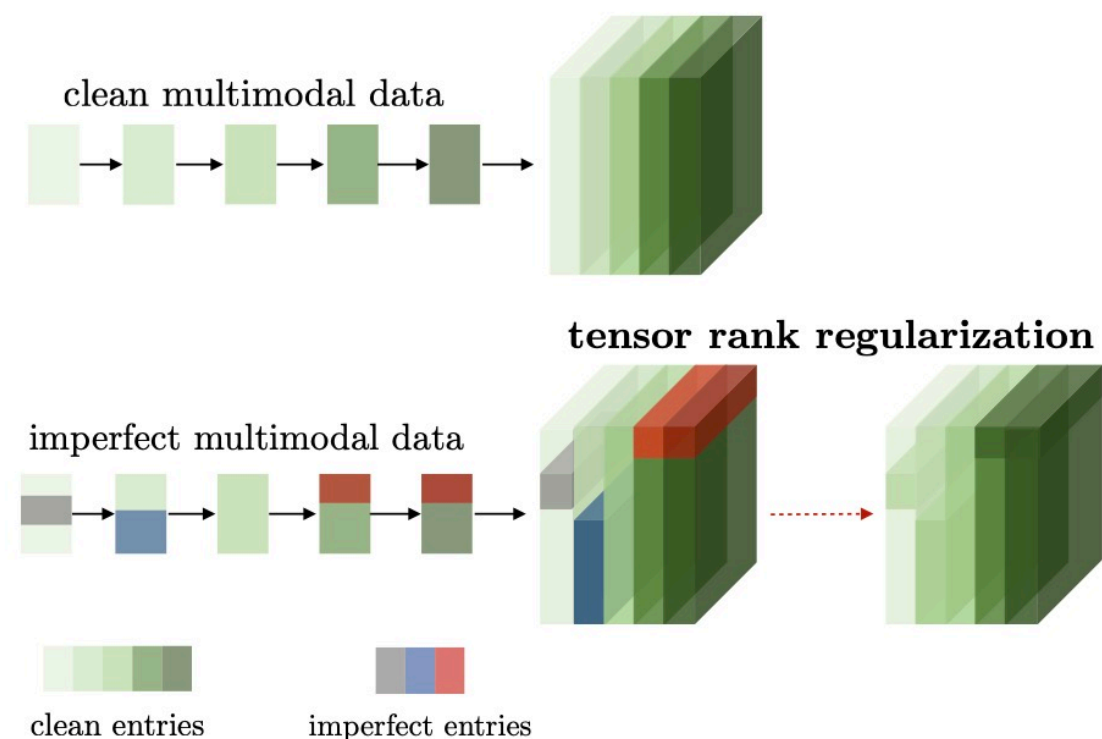 clean multimodal data
tensor rank regularization
imperfect multimodal data
clean entries
imperfect entries